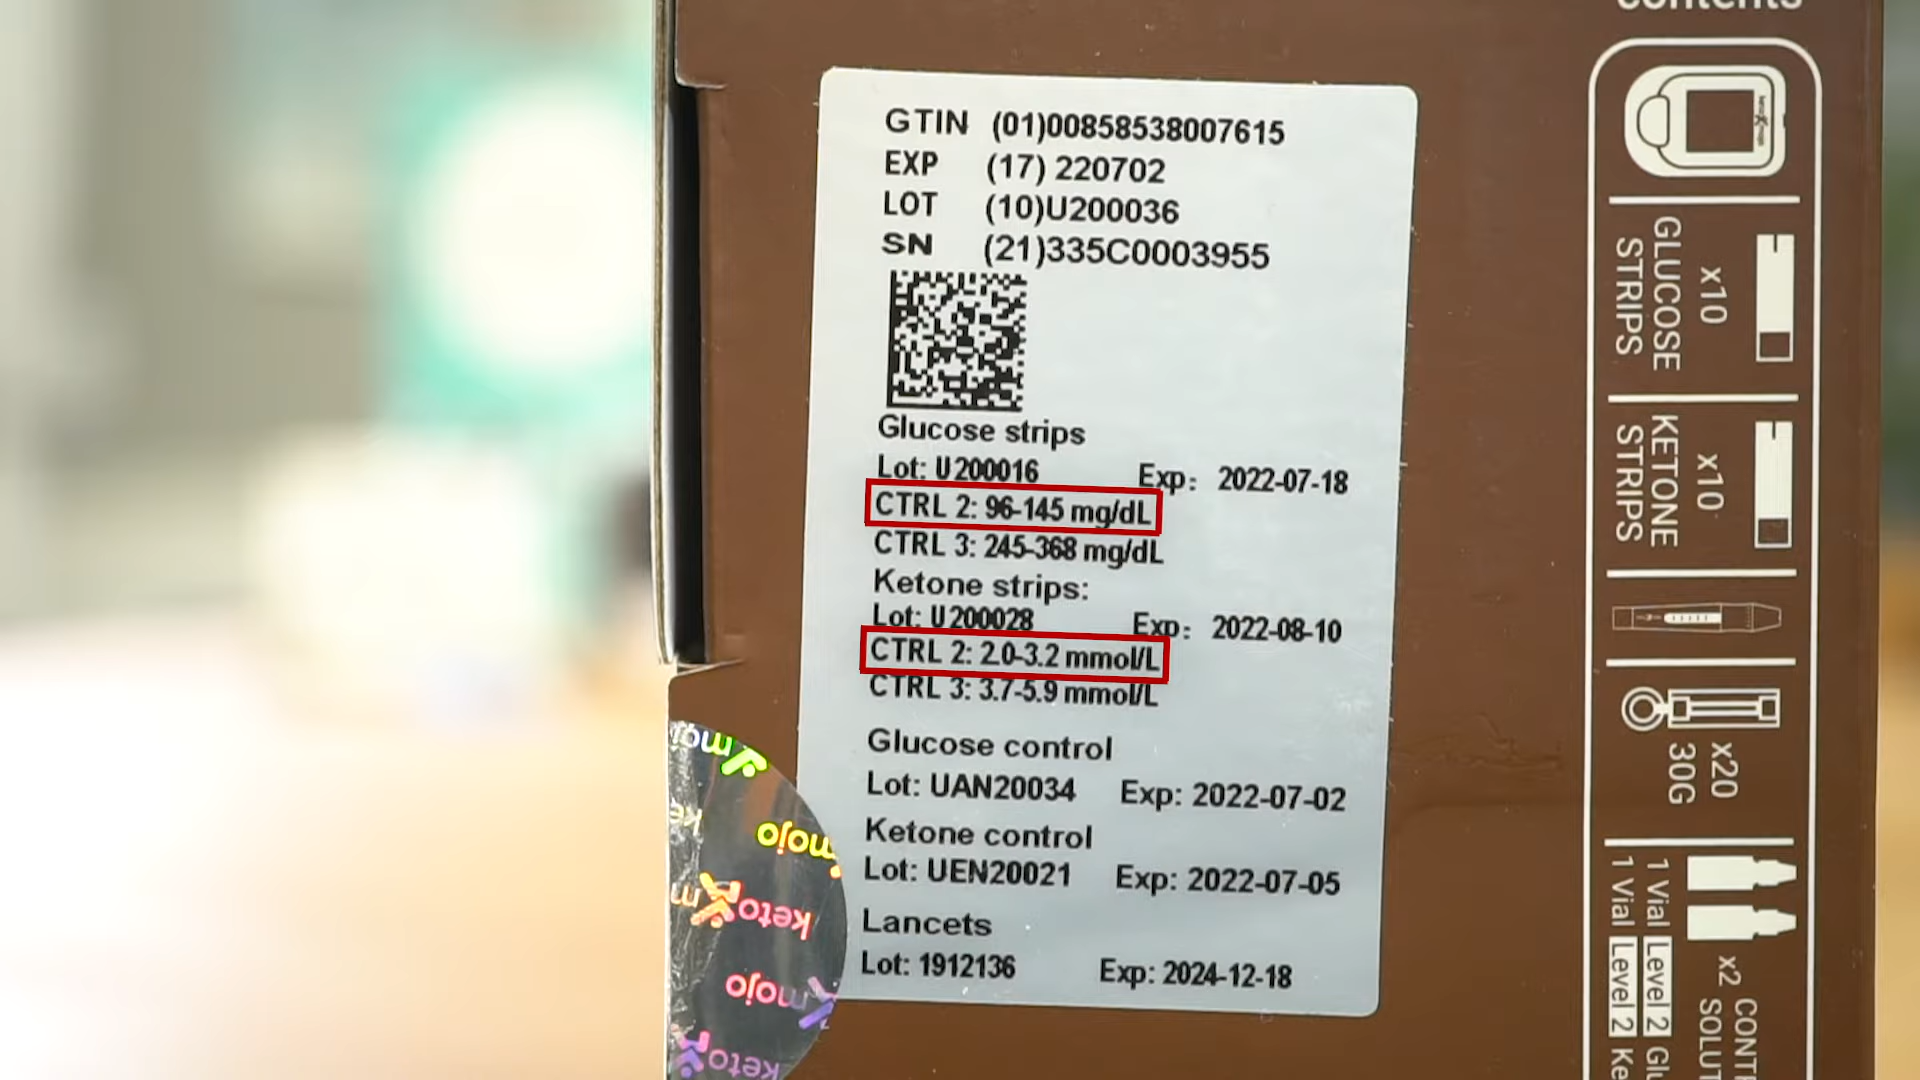 contents
GTIN (01)00858538007615
EXP (17) 220702
LOT (10)U200036
SN (21)335C0003955
Glucose strips
Lot: U200016 Exp: 2022-07-18
CTRL 2: 96-145 mg/dL
CTRL 3: 245-368 mg/dL
Ketone strips:
Lot: U200028 Exp: 2022-08-10
CTRL 2: 2.0-3.2 mmol/L
CTRL 3: 3.7-5.9 mmol/L
Glucose control
Lot: UAN20034 Exp: 2022-07-02
Ketone control
Lot: UEN20021 Exp: 2022-07-05
Lancets
Lot: 1912136 Exp: 2024-12-18
x10
GLUCOSE
STRIPS
x10
KETONE
STRIPS
x20
30G
x2 CONT
SOLUT
1 Vial Level 2 Glu
1 Vial Level 2 Ke
mojo
keto
mojo
keto